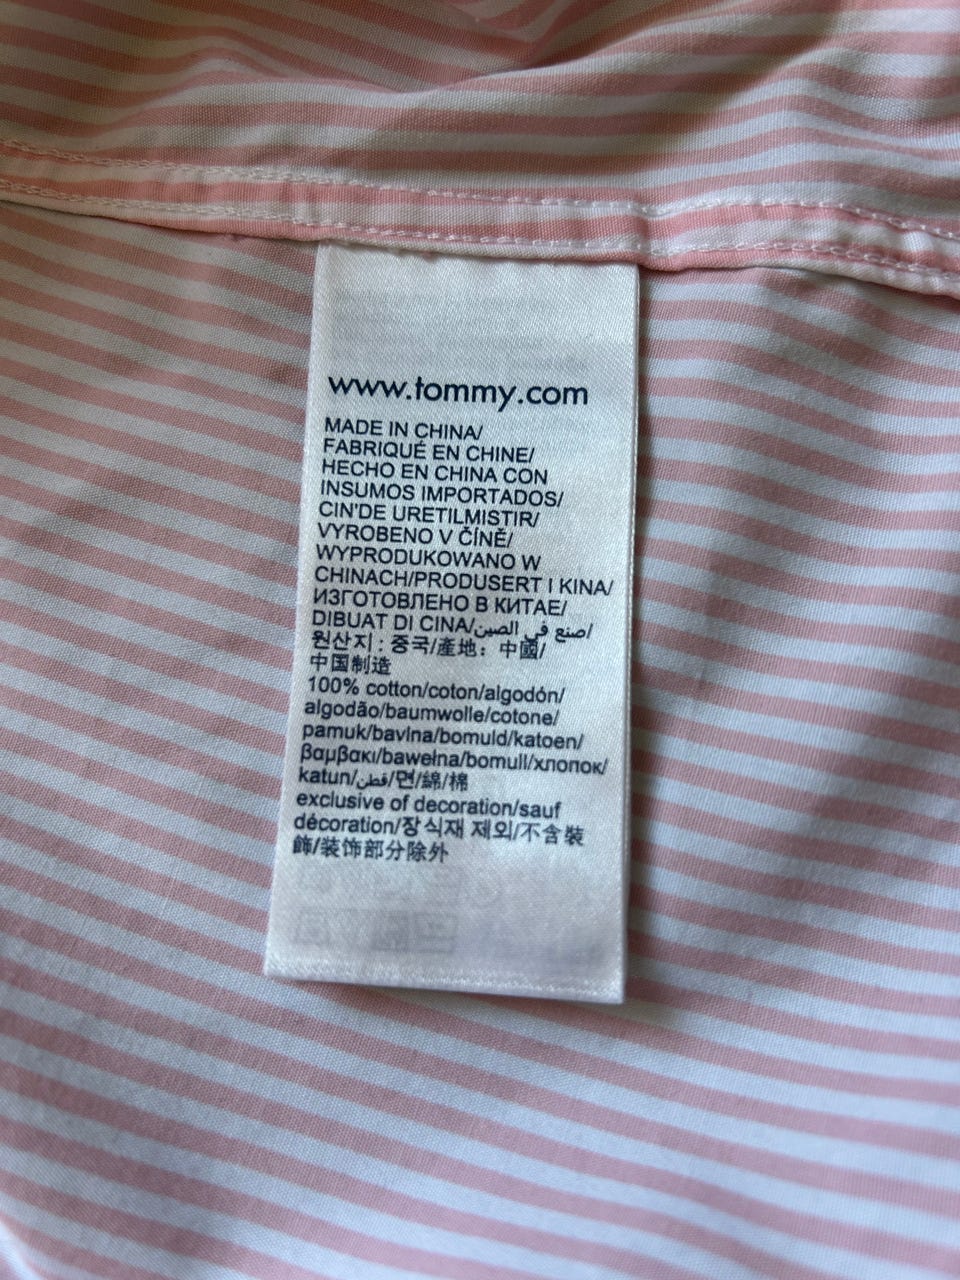 www.tommy.com
MADE IN CHINA/
FABRIQUÉ EN CHINE/
HECHO EN CHINA CON
INSUMOS IMPORTADOS/
CIN'DE URETILMISTIR/
VYROBENO V ČÍNĚ/
WYPRODUKOWANO W
CHINACH/PRODUSERT I KINA/
ИЗГОТОВЛЕНО В КИТАЕ/
DIBUAT DI CINA/صنع في الصين/
원산지 : 중국/產地：中國/
中国制造
100% cotton/coton/algodón/
algodão/baumwolle/cotone/
pamuk/bavlna/bomuld/katoen/
βαμβακι/bawełna/bomull/хлопок/
katun/قطن/면/綿/棉
exclusive of decoration/sauf
décoration/장식재 제외/不含裝
飾/装饰部分除外